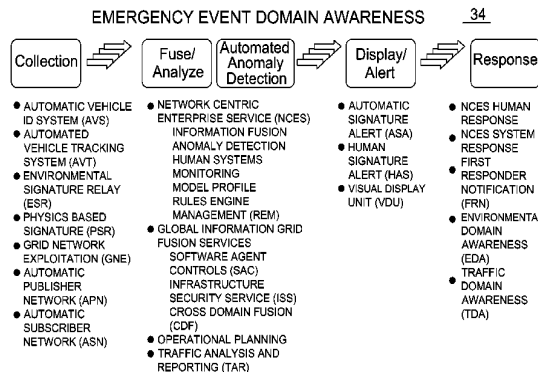 EMERGENCY EVENT DOMAIN AWARENESS 34
Collection
Fuse/
Analyze
Automated
Anomaly
Detection
Display/
Alert
Response
● AUTOMATIC VEHICLE
ID SYSTEM (AVS)
● AUTOMATED
VEHICLE TRACKING
SYSTEM (AVT)
● ENVIRONMENTAL
SIGNATURE RELAY
(ESR)
● PHYSICS BASED
SIGNATURE (PSR)
● GRID NETWORK
EXPLOITATION (GNE)
● AUTOMATIC
PUBLISHER
NETWORK (APN)
● AUTOMATIC
SUBSCRIBER
NETWORK (ASN)
● NETWORK CENTRIC
ENTERPRISE SERVICE (NCES)
INFORMATION FUSION
ANOMALY DETECTION
HUMAN SYSTEMS
MONITORING
MODEL PROFILE
RULES ENGINE
MANAGEMENT (REM)
● GLOBAL INFORMATION GRID
FUSION SERVICES
SOFTWARE AGENT
CONTROLS (SAC)
INFRASTRUCTURE
SECURITY SERVICE (ISS)
CROSS DOMAIN FUSION
(CDF)
● OPERATIONAL PLANNING
● TRAFFIC ANALYSIS AND
REPORTING (TAR)
● AUTOMATIC
SIGNATURE
ALERT (ASA)
● HUMAN
SIGNATURE
ALERT (HAS)
● VISUAL DISPLAY
UNIT (VDU)
● NCES HUMAN
RESPONSE
● NCES SYSTEM
RESPONSE
FIRST
RESPONDER
NOTIFICATION
(FRN)
● ENVIRONMENTA
DOMAIN
AWARENESS
(EDA)
● TRAFFIC
DOMAIN
AWARENESS
(TDA)